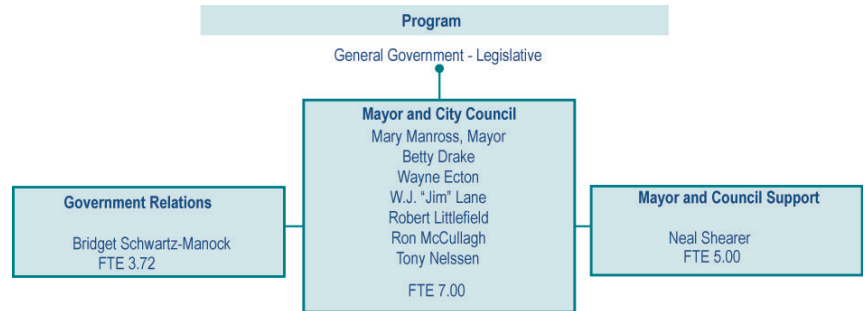 Program
General Government - Legislative
Mayor and City Council
Mary Manross, Mayor
Betty Drake
Wayne Ecton
W.J. “Jim” Lane
Robert Littlefield
Ron McCullagh
Tony Nelssen
FTE 7.00
Government Relations
Bridget Schwartz-Manock
FTE 3.72
Mayor and Council Support
Neal Shearer
FTE 5.00